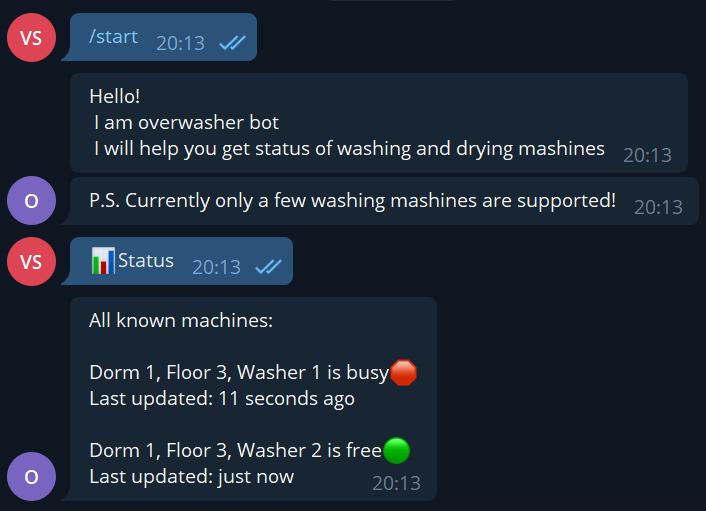 VS
/start 20:13
Hello!
I am overwasher bot
I will help you get status of washing and drying mashines 20:13
O
P.S. Currently only a few washing mashines are supported! 20:13
VS
📊Status 20:13
All known machines:
Dorm 1, Floor 3, Washer 1 is busy🛑
Last updated: 11 seconds ago
Dorm 1, Floor 3, Washer 2 is free🟢
O
Last updated: just now 20:13